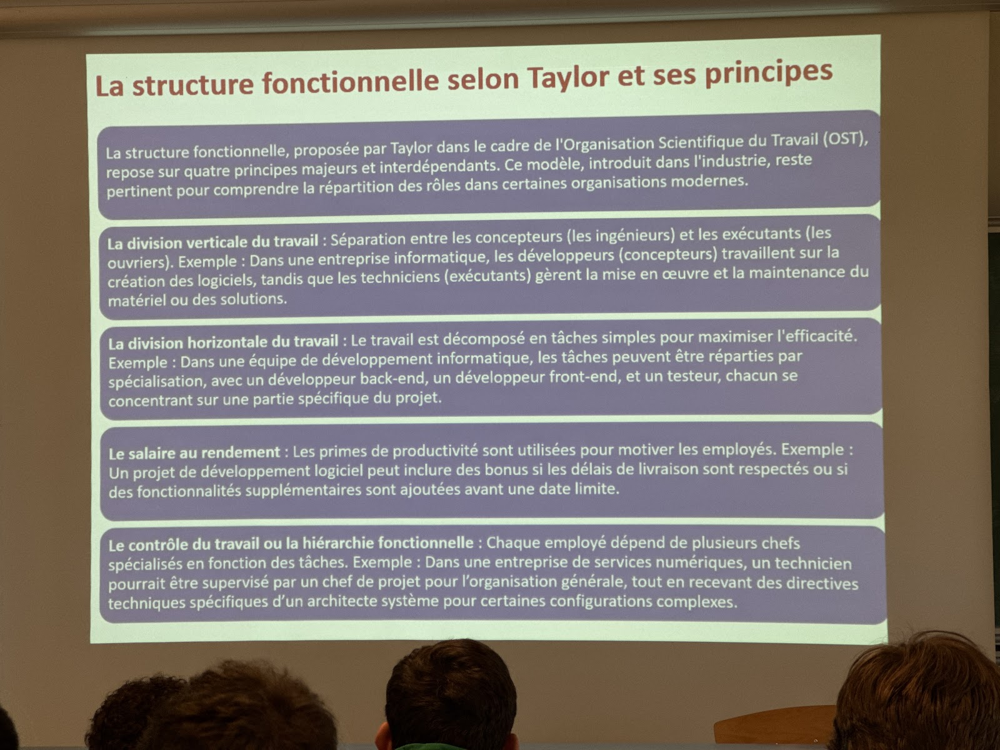 La structure fonctionnelle selon Taylor et ses principes
La structure fonctionnelle, proposée par Taylor dans le cadre de l'Organisation Scientifique du Travail (OST),
repose sur quatre principes majeurs et interdépendants. Ce modèle, introduit dans l'industrie, reste
pertinent pour comprendre la répartition des rôles dans certaines organisations modernes.
La division verticale du travail : Séparation entre les concepteurs (les ingénieurs) et les exécutants (les
ouvriers). Exemple : Dans une entreprise informatique, les développeurs (concepteurs) travaillent sur la
création des logiciels, tandis que les techniciens (exécutants) gèrent la mise en œuvre et la maintenance du
matériel ou des solutions.
La division horizontale du travail : Le travail est décomposé en tâches simples pour maximiser l'efficacité.
Exemple : Dans une équipe de développement informatique, les tâches peuvent être réparties par
spécialisation, avec un développeur back-end, un développeur front-end, et un testeur, chacun se
concentrant sur une partie spécifique du projet.
Le salaire au rendement : Les primes de productivité sont utilisées pour motiver les employés. Exemple :
Un projet de développement logiciel peut inclure des bonus si les délais de livraison sont respectés ou si
des fonctionnalités supplémentaires sont ajoutées avant une date limite.
Le contrôle du travail ou la hiérarchie fonctionnelle : Chaque employé dépend de plusieurs chefs
spécialisés en fonction des tâches. Exemple : Dans une entreprise de services numériques, un technicien
pourrait être supervisé par un chef de projet pour l’organisation générale, tout en recevant des directives
techniques spécifiques d’un architecte système pour certaines configurations complexes.